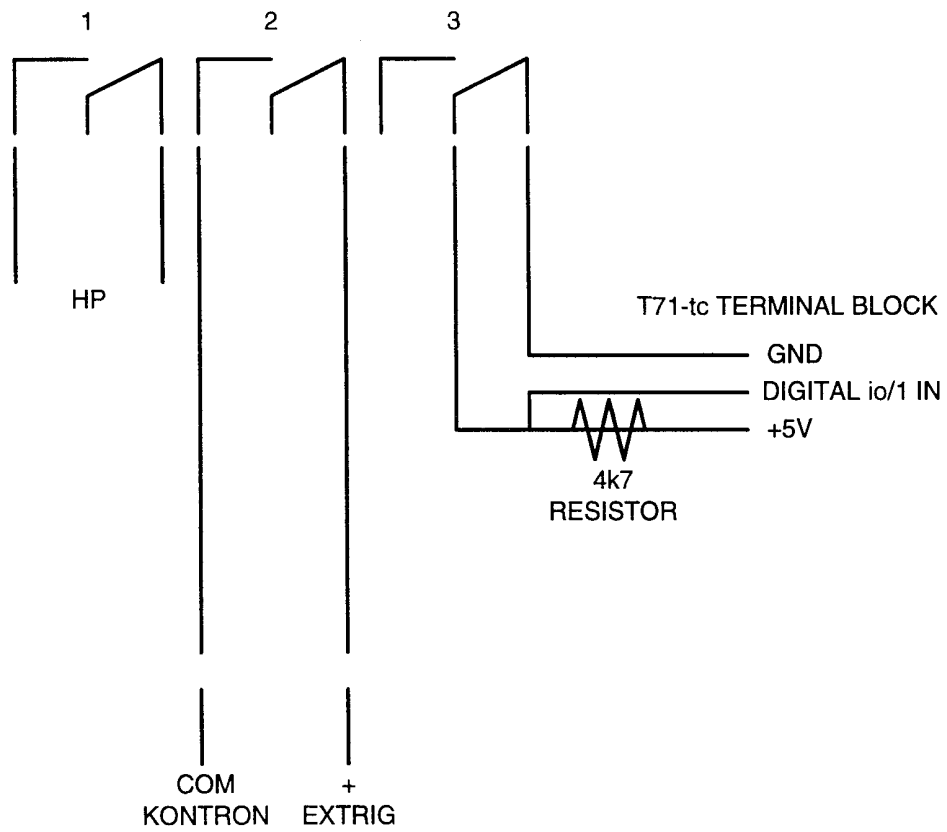 1 2 3
HP
T71-tc TERMINAL BLOCK
GND
DIGITAL io/1 IN
+5V
4k7
RESISTOR
COM
KONTRON
+
EXTRIG